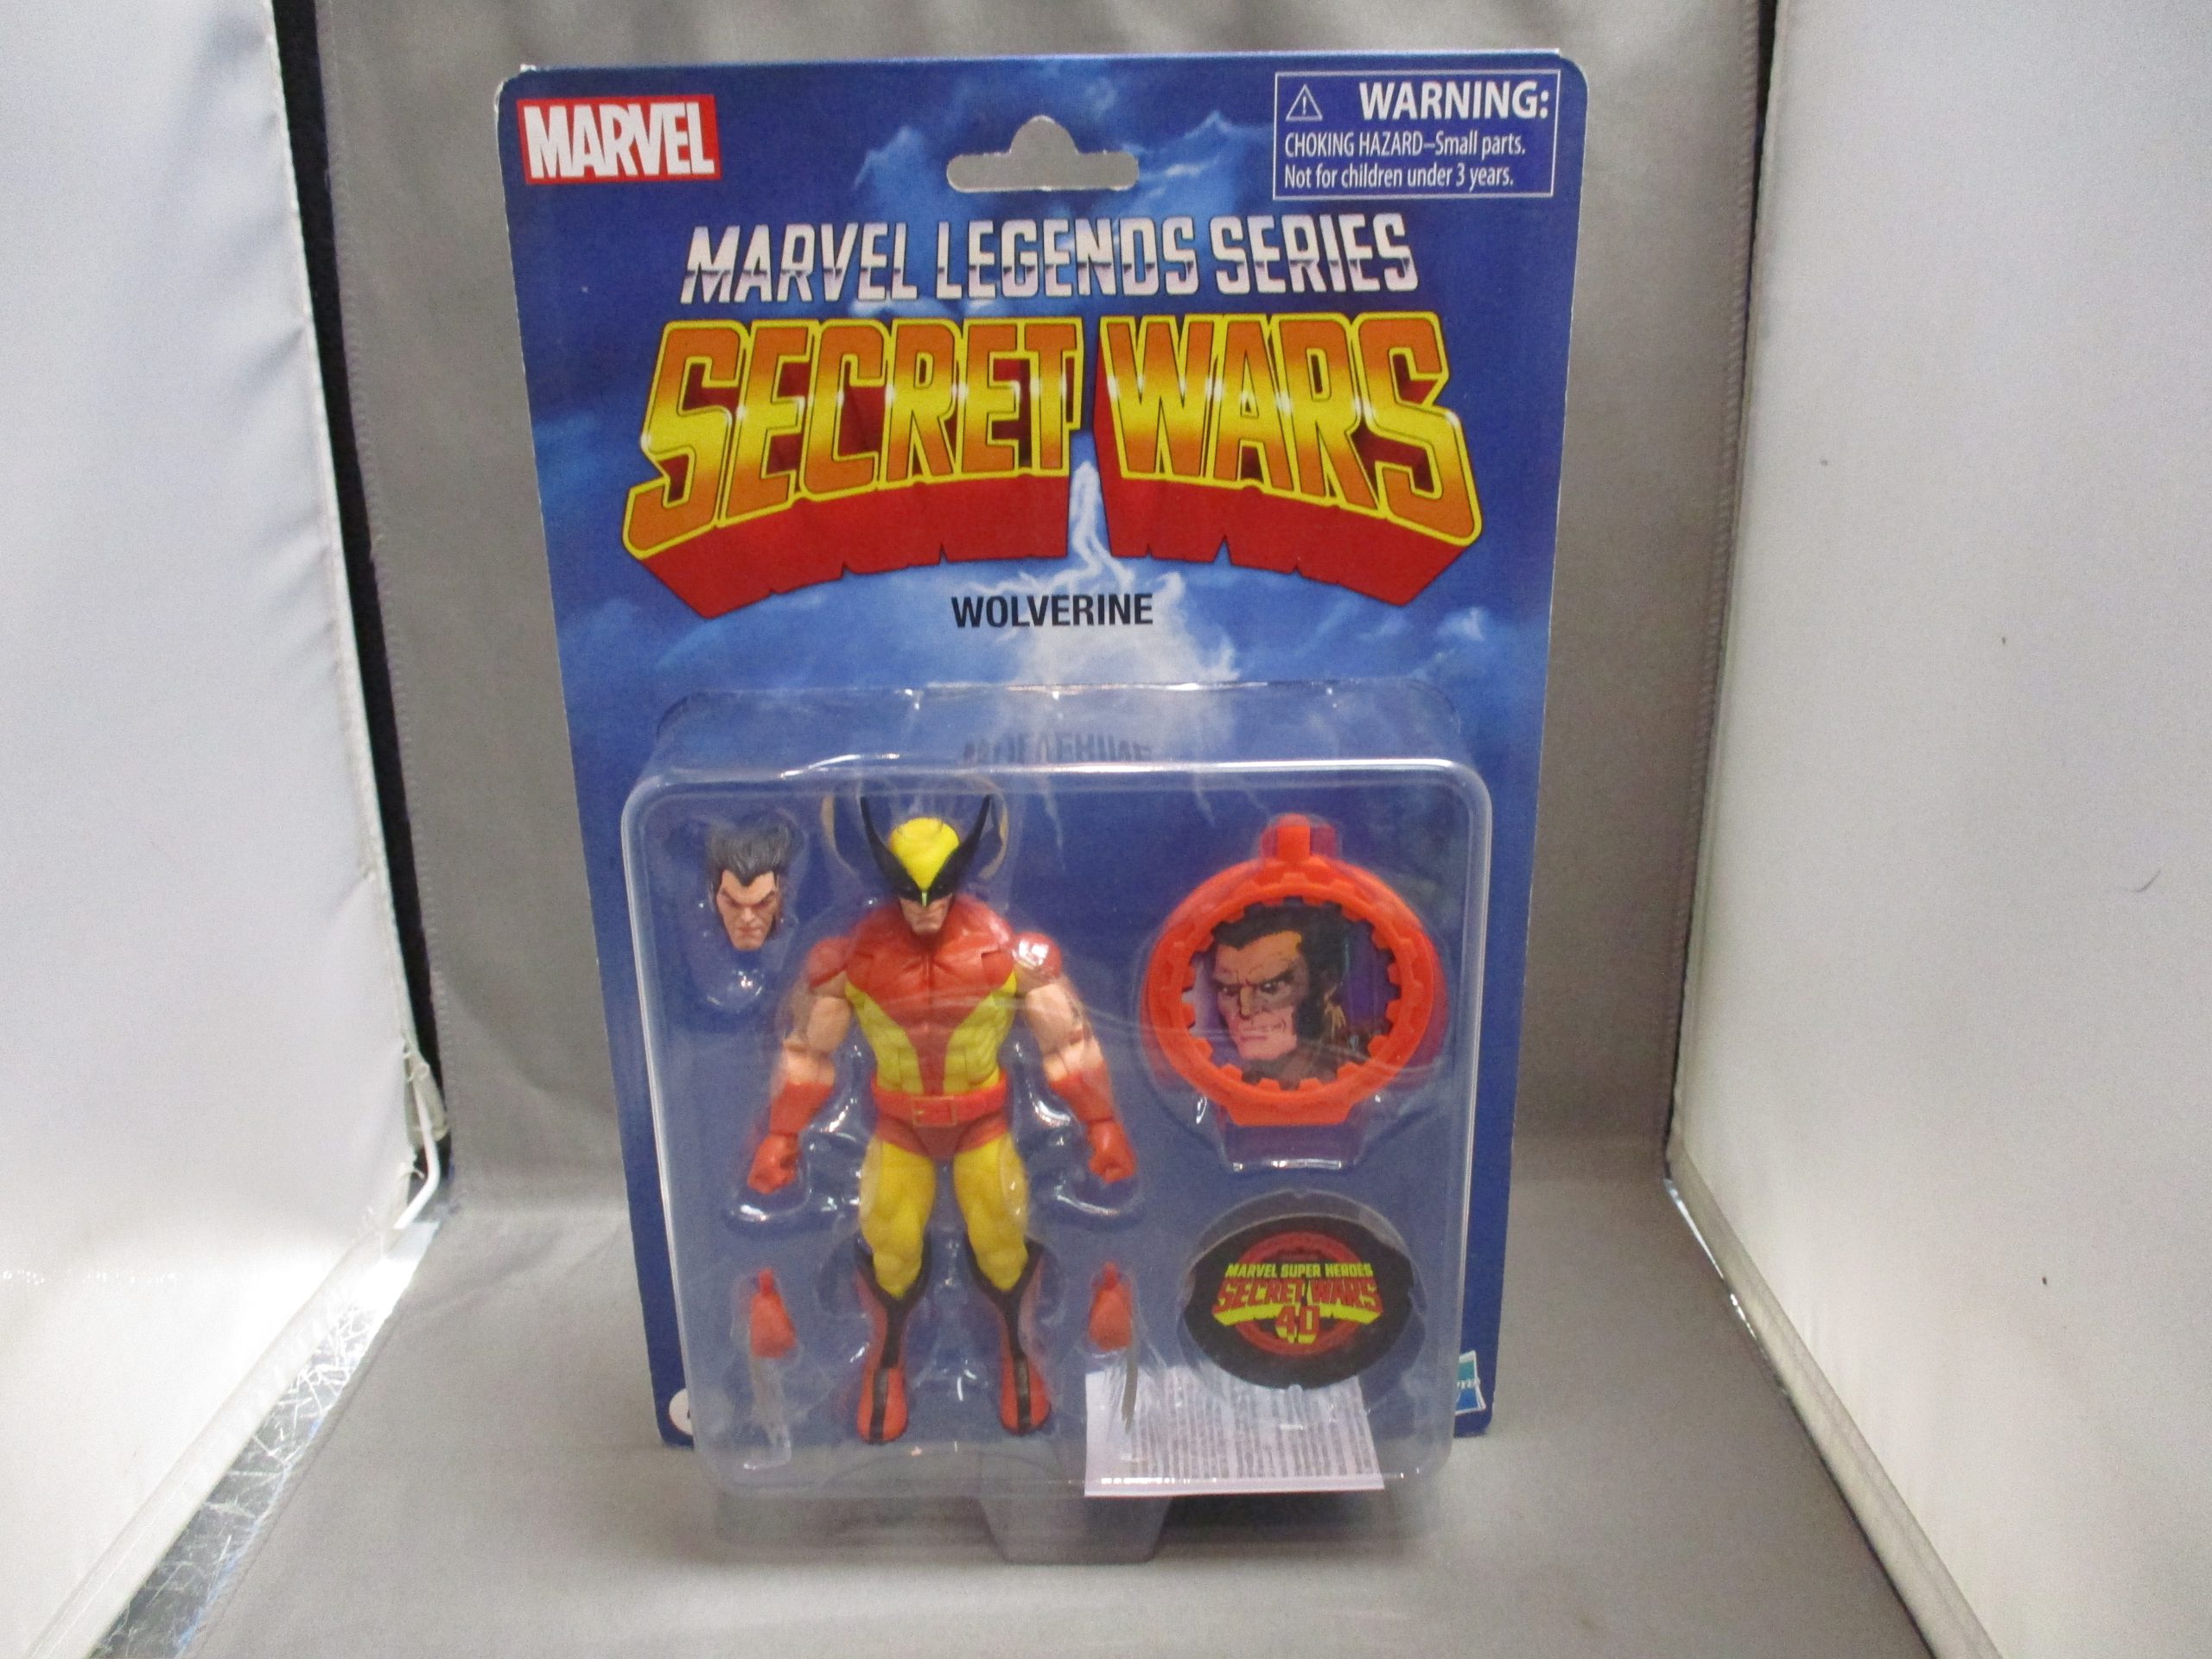 MARVEL
WARNING:
CHOKING HAZARD–Small parts.
Not for children under 3 years.
MARVEL LEGENDS SERIES
SECRET WARS
WOLVERINE
MARVEL SUPER HEROES
SECRET WARS
40